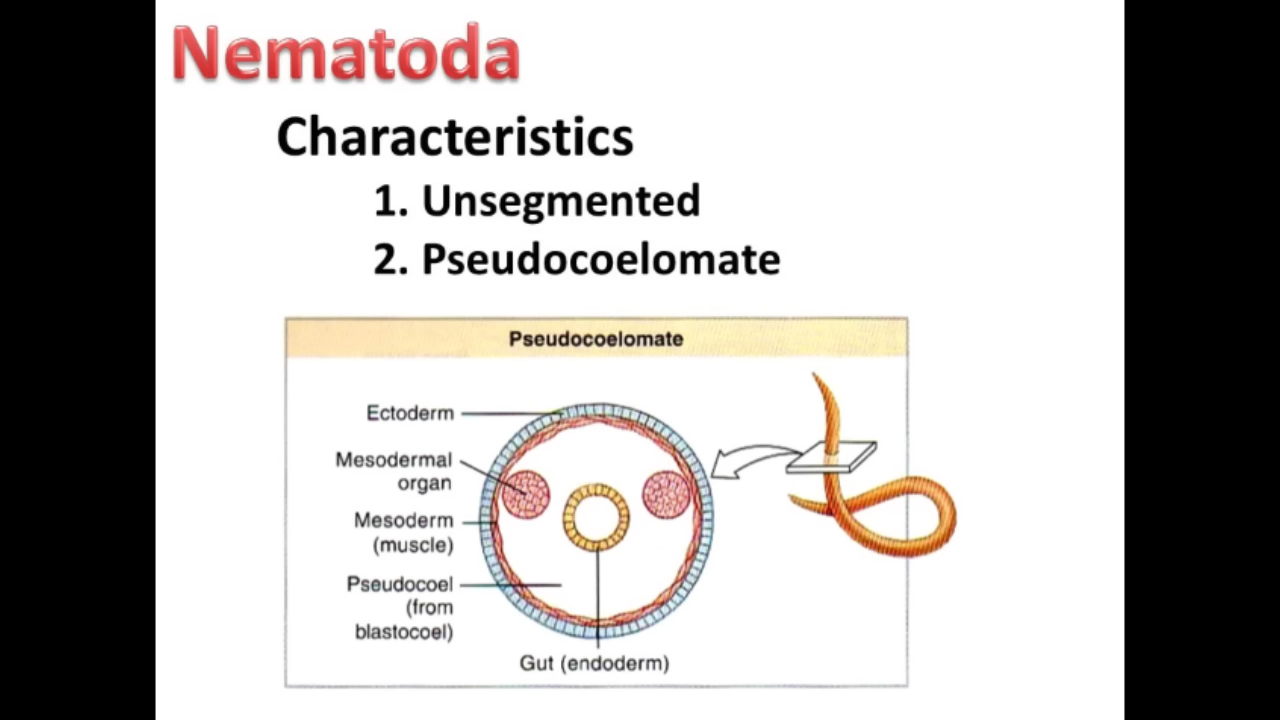 Nematoda
Characteristics
1. Unsegmented
2. Pseudocoelomate
Pseudocoelomate
Ectoderm
Mesodermal
organ
Mesoderm
(muscle)
Pseudocoel
(from
blastocoel)
Gut (endoderm)